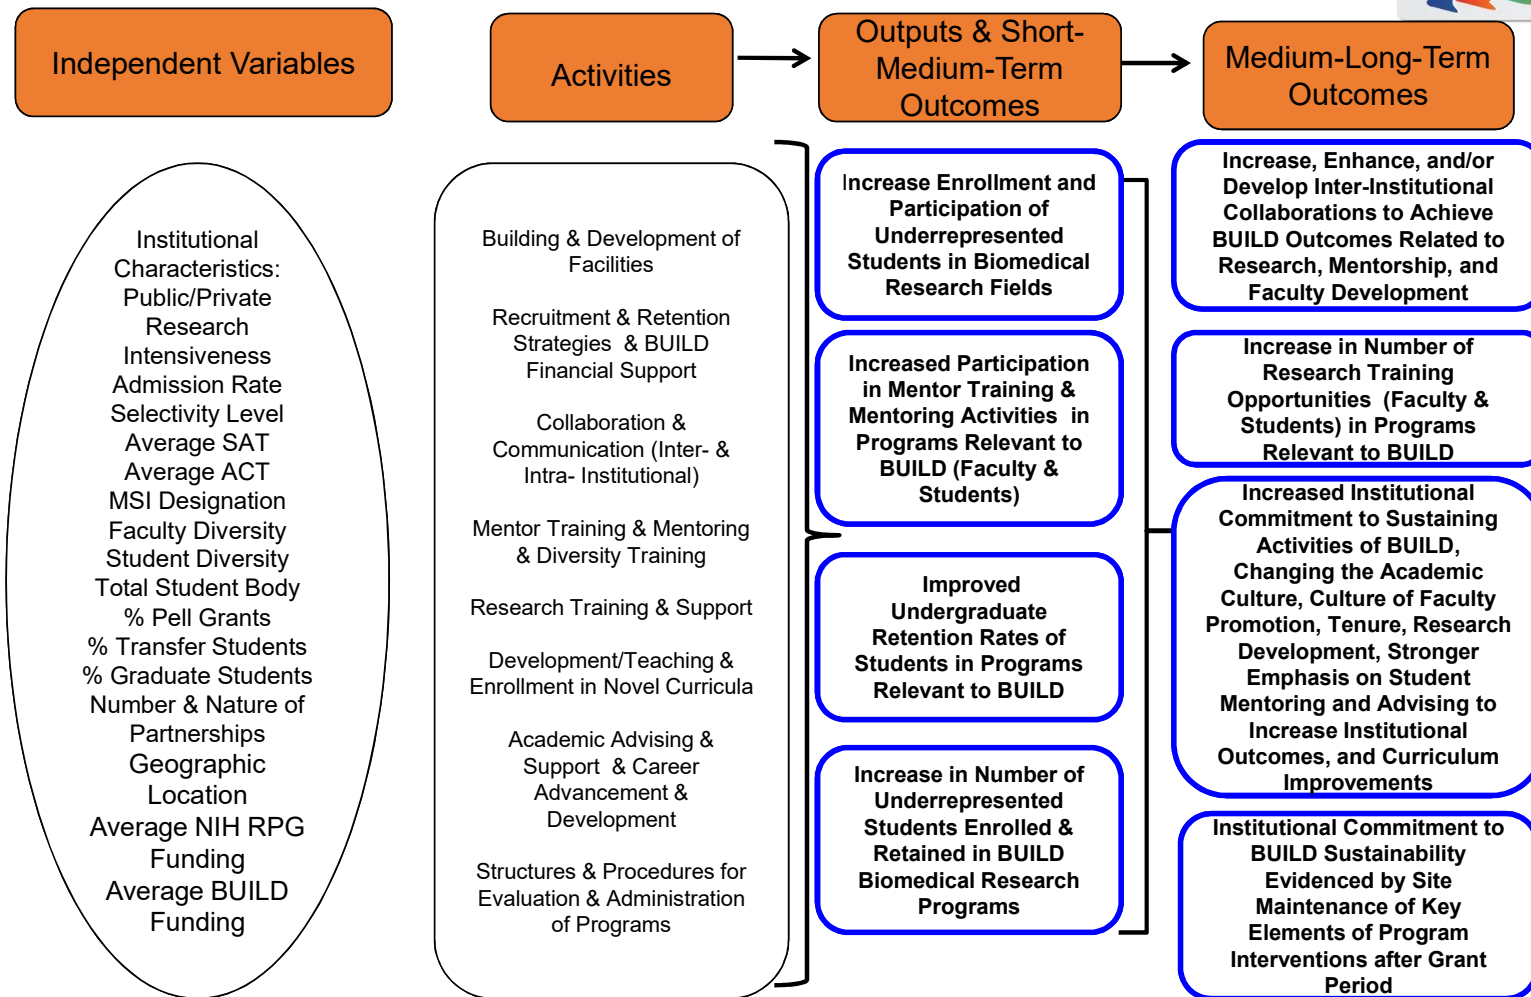 Independent Variables
Activities
Outputs & Short-
Medium-Term
Outcomes
Medium-Long-Term
Outcomes
Institutional
Characteristics:
Public/Private
Research
Intensiveness
Admission Rate
Selectivity Level
Average SAT
Average ACT
MSI Designation
Faculty Diversity
Student Diversity
Total Student Body
% Pell Grants
% Transfer Students
% Graduate Students
Number & Nature of
Partnerships
Geographic
Location
Average NIH RPG
Funding
Average BUILD
Funding
Building & Development of
Facilities
Recruitment & Retention
Strategies & BUILD
Financial Support
Collaboration &
Communication (Inter- &
Intra- Institutional)
Mentor Training & Mentoring
& Diversity Training
Research Training & Support
Development/Teaching &
Enrollment in Novel Curricula
Academic Advising &
Support & Career
Advancement &
Development
Structures & Procedures for
Evaluation & Administration
of Programs
Increase Enrollment and
Participation of
Underrepresented
Students in Biomedical
Research Fields
Increased Participation
in Mentor Training &
Mentoring Activities in
Programs Relevant to
BUILD (Faculty &
Students)
Improved
Undergraduate
Retention Rates of
Students in Programs
Relevant to BUILD
Increase in Number of
Underrepresented
Students Enrolled &
Retained in BUILD
Biomedical Research
Programs
Increase, Enhance, and/or
Develop Inter-Institutional
Collaborations to Achieve
BUILD Outcomes Related to
Research, Mentorship, and
Faculty Development
Increase in Number of
Research Training
Opportunities (Faculty &
Students) in Programs
Relevant to BUILD
Increased Institutional
Commitment to Sustaining
Activities of BUILD,
Changing the Academic
Culture, Culture of Faculty
Promotion, Tenure, Research
Development, Stronger
Emphasis on Student
Mentoring and Advising to
Increase Institutional
Outcomes, and Curriculum
Improvements
Institutional Commitment to
BUILD Sustainability
Evidenced by Site
Maintenance of Key
Elements of Program
Interventions after Grant
Period